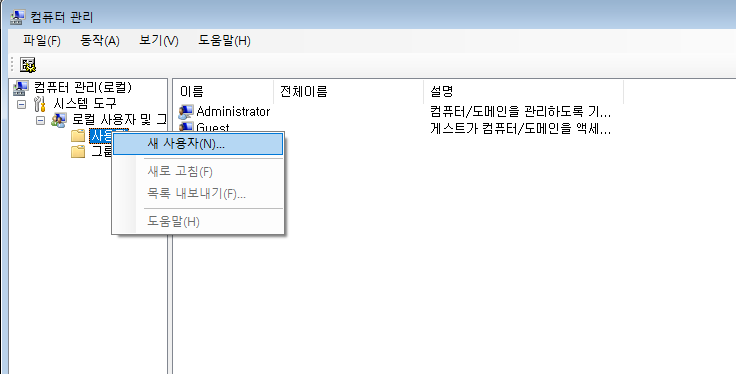 컴퓨터 관리
파일(F) 동작(A) 보기(V) 도움말(H)
컴퓨터 관리(로컬)
시스템 도구
로컬 사용자 및 그
이름 전체이름 설명
Administrator 컴퓨터/도메인을 관리하도록 기...
Guest 게스트가 컴퓨터/도메인을 액세...
새 사용자(N)...
새로 고침(F)
목록 내보내기(F)...
도움말(H)